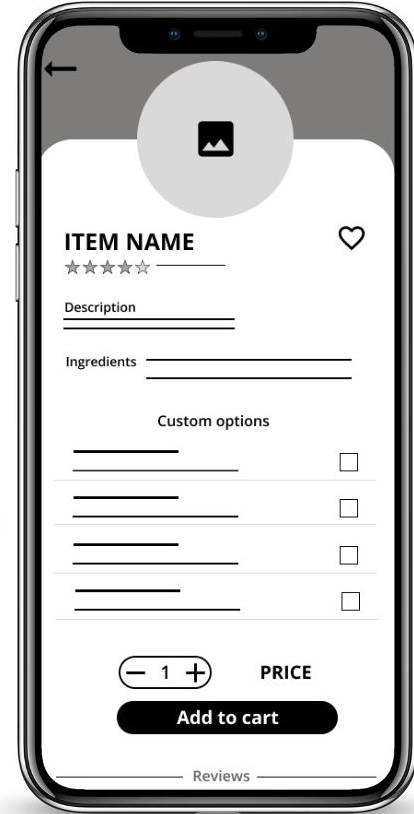 ITEM NAME
Description
Ingredients
Custom options
1 PRICE
Add to cart
Reviews